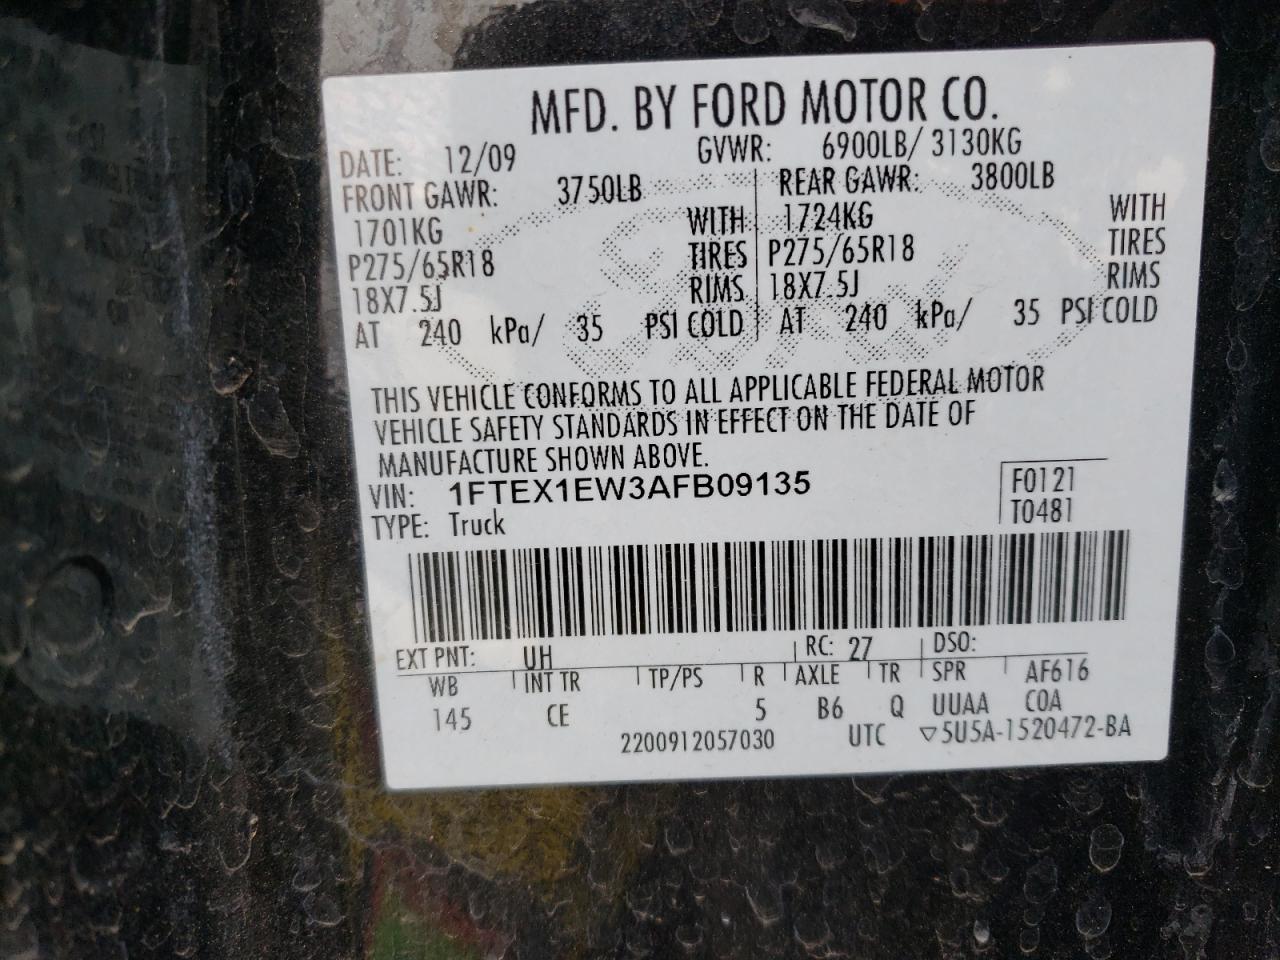 MFD. BY FORD MOTOR CO.
DATE: 12/09 GVWR: 6900LB/ 3130KG
FRONT GAWR: 3750LB REAR GAWR: 3800LB
1701KG WITH 1724KG WITH
P275/65R18 TIRES P275/65R18 TIRES
18X7.5J RIMS 18X7.5J RIMS
AT 240 kPa/ 35 PSI COLD AT 240 kPa/ 35 PSI COLD
THIS VEHICLE CONFORMS TO ALL APPLICABLE FEDERAL MOTOR
VEHICLE SAFETY STANDARDS IN EFFECT ON THE DATE OF
MANUFACTURE SHOWN ABOVE.
VIN: 1FTEX1EW3AFB09135 F0121
TYPE: Truck T0481
EXT PNT: UH RC: 27 DSO:
WB INT TR TP/PS R AXLE TR SPR AF616
145 CE 5 B6 Q UUAA COA
2200912057030 UTC ▽5U5A-1520472-BA